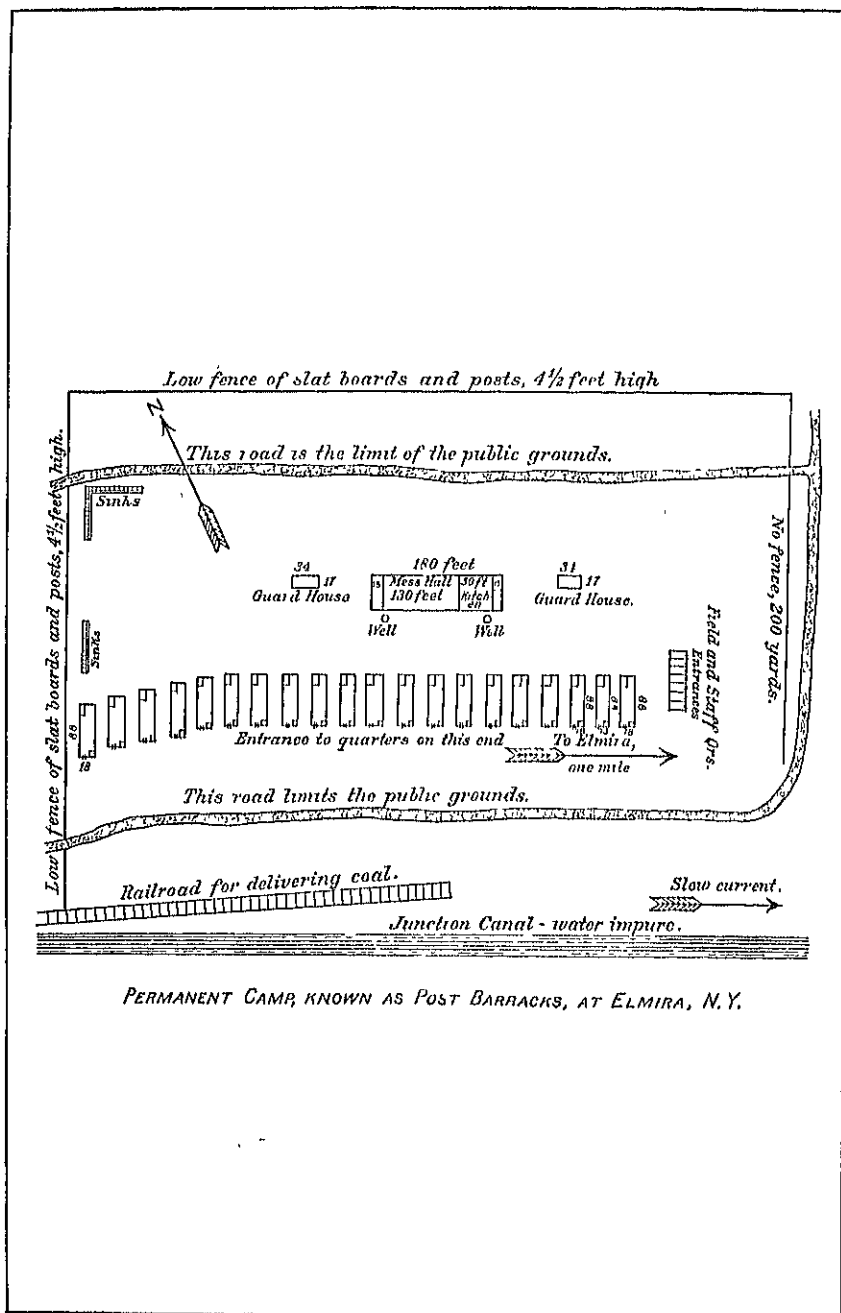 Low fence of slat boards and posts, 4½ feet high
N
This road is the limit of the public grounds.
Low fence of slat boards and posts, 4½ feet high.
Sinks
34
17
Guard House
180 feet
Mess Hall
130 feet
30 ft
Kitch
en
Well
Well
17
Guard House.
No fence, 200 yards.
Sinks
Field and Staff Qrs.
Entrances
88
18
88
88
18
Entrance to quarters on this end
To Elmira,
one mile
This road limits the public grounds.
Railroad for delivering coal.
Slow current.
Junction Canal - water impure.
PERMANENT CAMP, KNOWN AS POST BARRACKS, AT ELMIRA, N.Y.